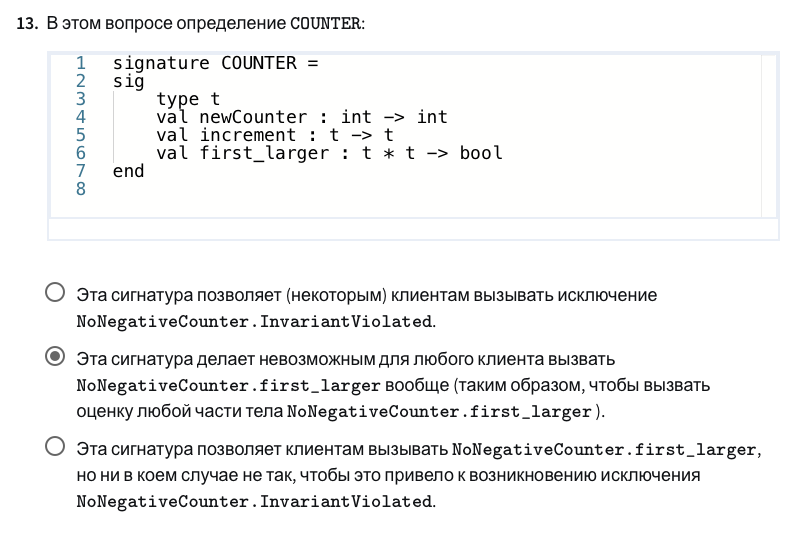 13. В этом вопросе определение COUNTER:
1 signature COUNTER =
2 sig
3 type t
4 val newCounter : int -> int
5 val increment : t -> t
6 val first_larger : t * t -> bool
7 end
8
Эта сигнатура позволяет (некоторым) клиентам вызывать исключение
NoNegativeCounter.InvariantViolated.
Эта сигнатура делает невозможным для любого клиента вызвать
NoNegativeCounter.first_larger вообще (таким образом, чтобы вызвать
оценку любой части тела NoNegativeCounter.first_larger ).
Эта сигнатура позволяет клиентам вызывать NoNegativeCounter.first_larger,
но ни в коем случае не так, чтобы это привело к возникновению исключения
NoNegativeCounter.InvariantViolated.